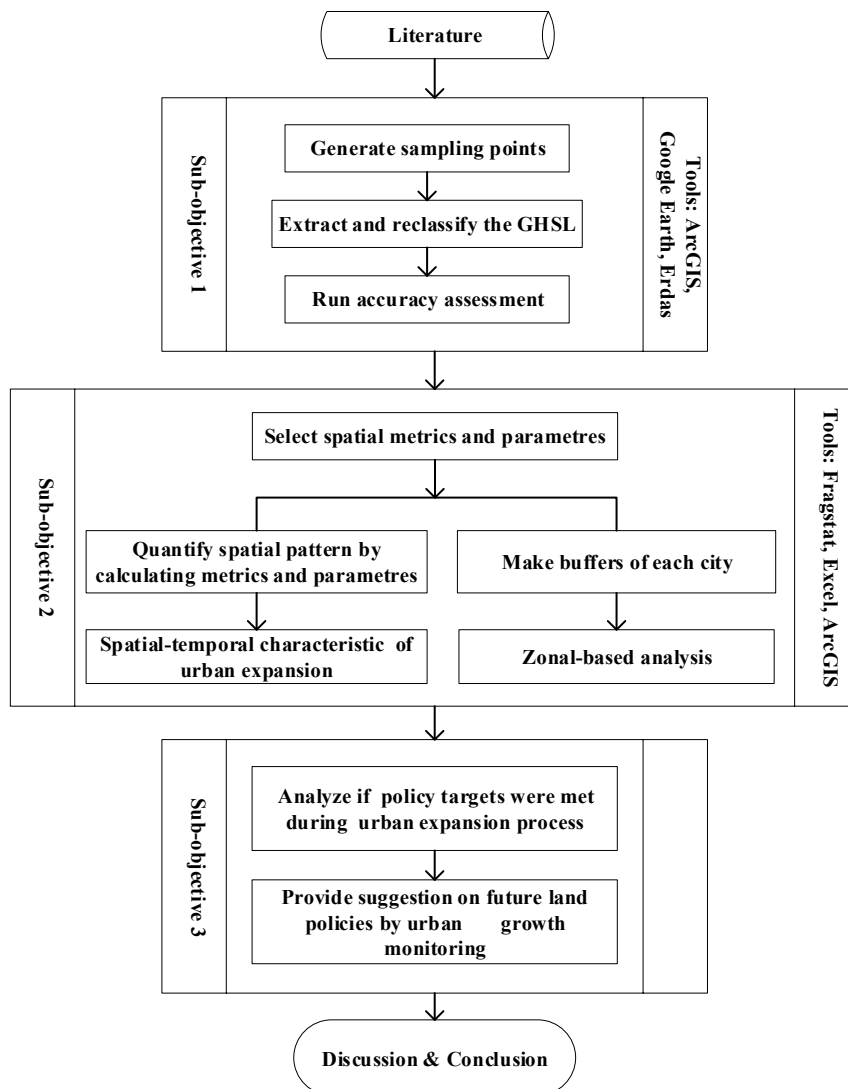 Literature
Sub-objective 1
Generate sampling points
Extract and reclassify the GHSL
Run accuracy assessment
Tools: ArcGIS,
Google Earth, Erdas
Sub-objective 2
Select spatial metrics and parametres
Quantify spatial pattern by
calculating metrics and parametres
Make buffers of each city
Spatial-temporal characteristic of
urban expansion
Zonal-based analysis
Tools: Fragstat, Excel, ArcGIS
Sub-objective 3
Analyze if policy targets were met
during urban expansion process
Provide suggestion on future land
policies by urban growth
monitoring
Discussion & Conclusion